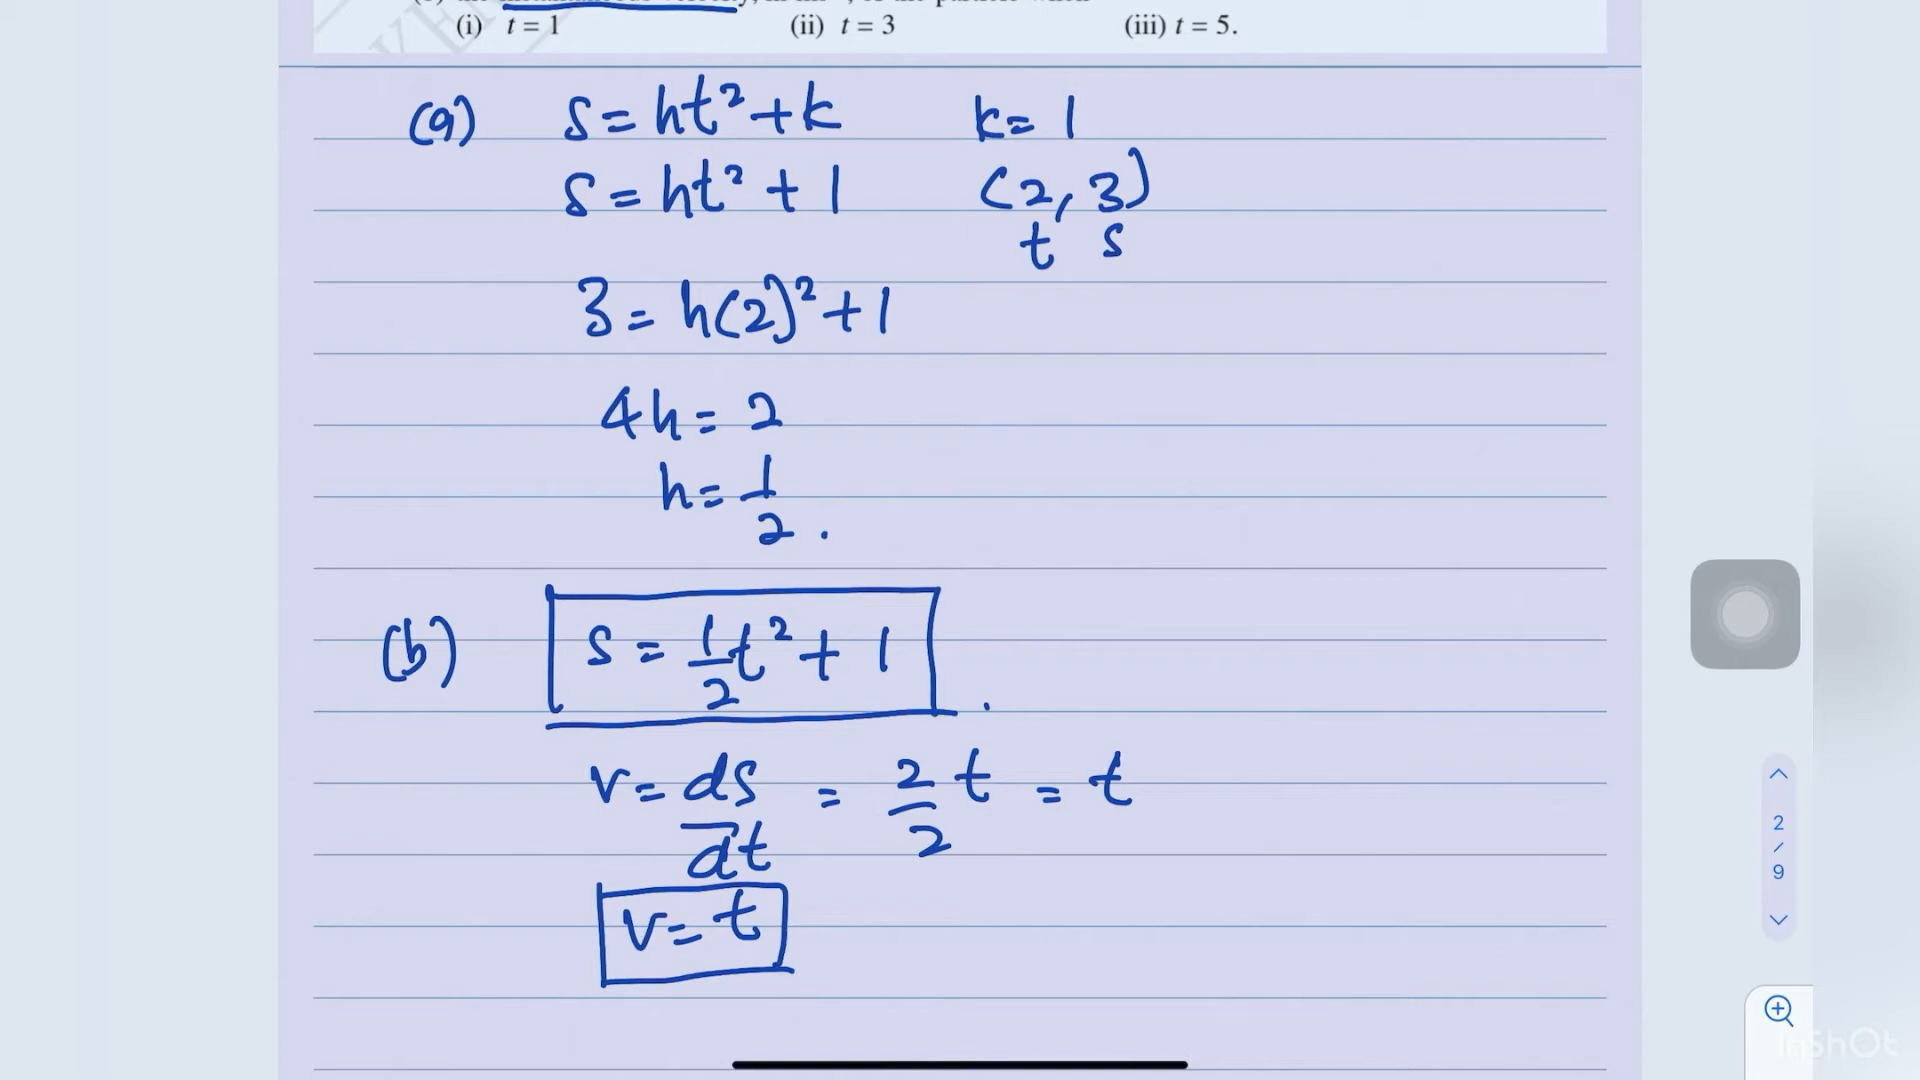 (i) t = 1 (ii) t = 3 (iii) t = 5.
(a) s = ht² + k k = 1
s = ht² + 1 (2, 3)
t s
3 = h(2)² + 1
4h = 2
h = 1/2 .
(b) s = 1/2 t² + 1 .
v = ds/dt = 2/2 t = t
v = t
2
/
9
InShOt